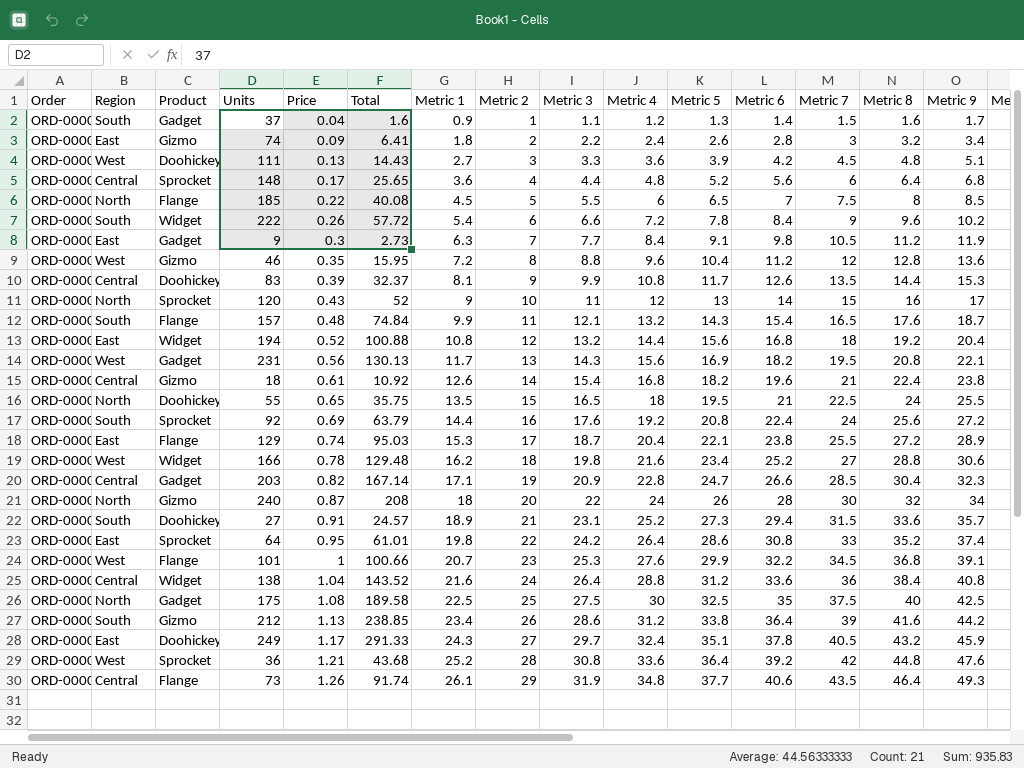 Book1 - Cells
D2 fx 37
A B C D E F G H I J K L M N O
1 Order Region Product Units Price Total Metric 1 Metric 2 Metric 3 Metric 4 Metric 5 Metric 6 Metric 7 Metric 8 Metric 9 Me
2 ORD-0000 South Gadget 37 0.04 1.6 0.9 1 1.1 1.2 1.3 1.4 1.5 1.6 1.7
3 ORD-0000 East Gizmo 74 0.09 6.41 1.8 2 2.2 2.4 2.6 2.8 3 3.2 3.4
4 ORD-0000 West Doohickey 111 0.13 14.43 2.7 3 3.3 3.6 3.9 4.2 4.5 4.8 5.1
5 ORD-0000 Central Sprocket 148 0.17 25.65 3.6 4 4.4 4.8 5.2 5.6 6 6.4 6.8
6 ORD-0000 North Flange 185 0.22 40.08 4.5 5 5.5 6 6.5 7 7.5 8 8.5
7 ORD-0000 South Widget 222 0.26 57.72 5.4 6 6.6 7.2 7.8 8.4 9 9.6 10.2
8 ORD-0000 East Gadget 9 0.3 2.73 6.3 7 7.7 8.4 9.1 9.8 10.5 11.2 11.9
9 ORD-0000 West Gizmo 46 0.35 15.95 7.2 8 8.8 9.6 10.4 11.2 12 12.8 13.6
10 ORD-0000 Central Doohickey 83 0.39 32.37 8.1 9 9.9 10.8 11.7 12.6 13.5 14.4 15.3
11 ORD-0000 North Sprocket 120 0.43 52 9 10 11 12 13 14 15 16 17
12 ORD-0000 South Flange 157 0.48 74.84 9.9 11 12.1 13.2 14.3 15.4 16.5 17.6 18.7
13 ORD-0000 East Widget 194 0.52 100.88 10.8 12 13.2 14.4 15.6 16.8 18 19.2 20.4
14 ORD-0000 West Gadget 231 0.56 130.13 11.7 13 14.3 15.6 16.9 18.2 19.5 20.8 22.1
15 ORD-0000 Central Gizmo 18 0.61 10.92 12.6 14 15.4 16.8 18.2 19.6 21 22.4 23.8
16 ORD-0000 North Doohickey 55 0.65 35.75 13.5 15 16.5 18 19.5 21 22.5 24 25.5
17 ORD-0000 South Sprocket 92 0.69 63.79 14.4 16 17.6 19.2 20.8 22.4 24 25.6 27.2
18 ORD-0000 East Flange 129 0.74 95.03 15.3 17 18.7 20.4 22.1 23.8 25.5 27.2 28.9
19 ORD-0000 West Widget 166 0.78 129.48 16.2 18 19.8 21.6 23.4 25.2 27 28.8 30.6
20 ORD-0000 Central Gadget 203 0.82 167.14 17.1 19 20.9 22.8 24.7 26.6 28.5 30.4 32.3
21 ORD-0000 North Gizmo 240 0.87 208 18 20 22 24 26 28 30 32 34
22 ORD-0000 South Doohickey 27 0.91 24.57 18.9 21 23.1 25.2 27.3 29.4 31.5 33.6 35.7
23 ORD-0000 East Sprocket 64 0.95 61.01 19.8 22 24.2 26.4 28.6 30.8 33 35.2 37.4
24 ORD-0000 West Flange 101 1 100.66 20.7 23 25.3 27.6 29.9 32.2 34.5 36.8 39.1
25 ORD-0000 Central Widget 138 1.04 143.52 21.6 24 26.4 28.8 31.2 33.6 36 38.4 40.8
26 ORD-0000 North Gadget 175 1.08 189.58 22.5 25 27.5 30 32.5 35 37.5 40 42.5
27 ORD-0000 South Gizmo 212 1.13 238.85 23.4 26 28.6 31.2 33.8 36.4 39 41.6 44.2
28 ORD-0000 East Doohickey 249 1.17 291.33 24.3 27 29.7 32.4 35.1 37.8 40.5 43.2 45.9
29 ORD-0000 West Sprocket 36 1.21 43.68 25.2 28 30.8 33.6 36.4 39.2 42 44.8 47.6
30 ORD-0000 Central Flange 73 1.26 91.74 26.1 29 31.9 34.8 37.7 40.6 43.5 46.4 49.3
31
32
Ready Average: 44.56333333 Count: 21 Sum: 935.83